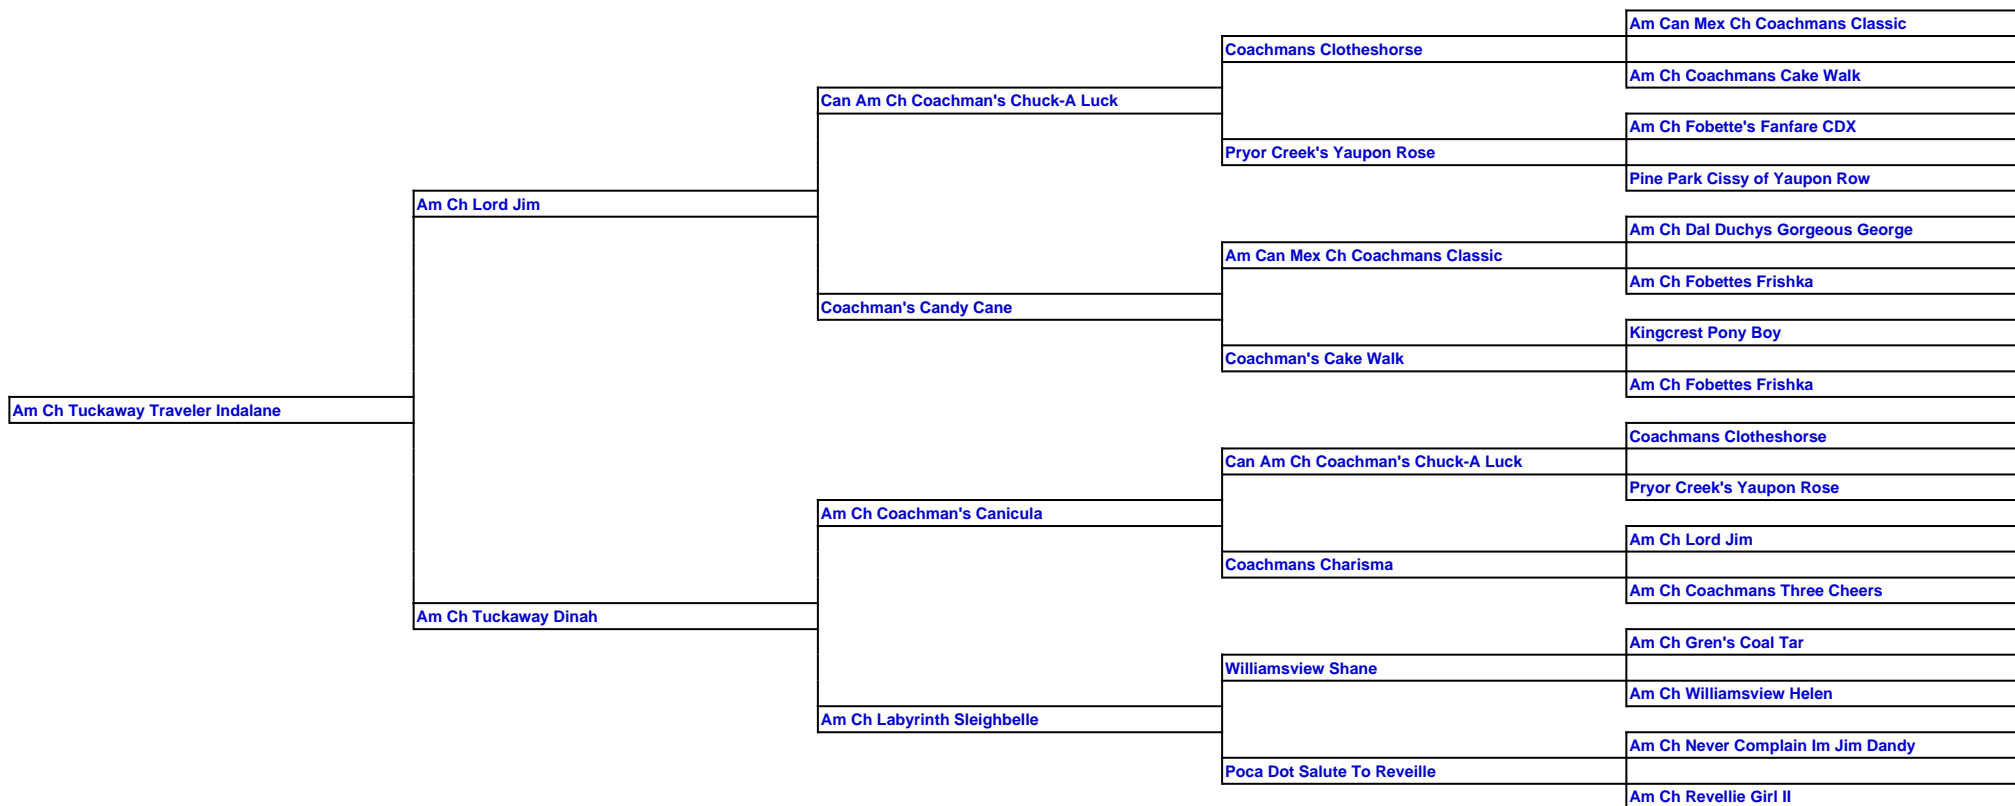 Am Can Mex Ch Coachmans Classic
Coachmans Clotheshorse
Am Ch Coachmans Cake Walk
Can Am Ch Coachman's Chuck-A Luck
Am Ch Fobette's Fanfare CDX
Pryor Creek's Yaupon Rose
Pine Park Cissy of Yaupon Row
Am Ch Lord Jim
Am Ch Dal Duchys Gorgeous George
Am Can Mex Ch Coachmans Classic
Am Ch Fobettes Frishka
Coachman's Candy Cane
Kingcrest Pony Boy
Coachman's Cake Walk
Am Ch Fobettes Frishka
Am Ch Tuckaway Traveler Indalane
Coachmans Clotheshorse
Can Am Ch Coachman's Chuck-A Luck
Pryor Creek's Yaupon Rose
Am Ch Coachman's Canicula
Am Ch Lord Jim
Coachmans Charisma
Am Ch Coachmans Three Cheers
Am Ch Tuckaway Dinah
Am Ch Gren's Coal Tar
Williamsview Shane
Am Ch Williamsview Helen
Am Ch Labyrinth Sleighbelle
Am Ch Never Complain Im Jim Dandy
Poca Dot Salute To Reveille
Am Ch Revellie Girl II